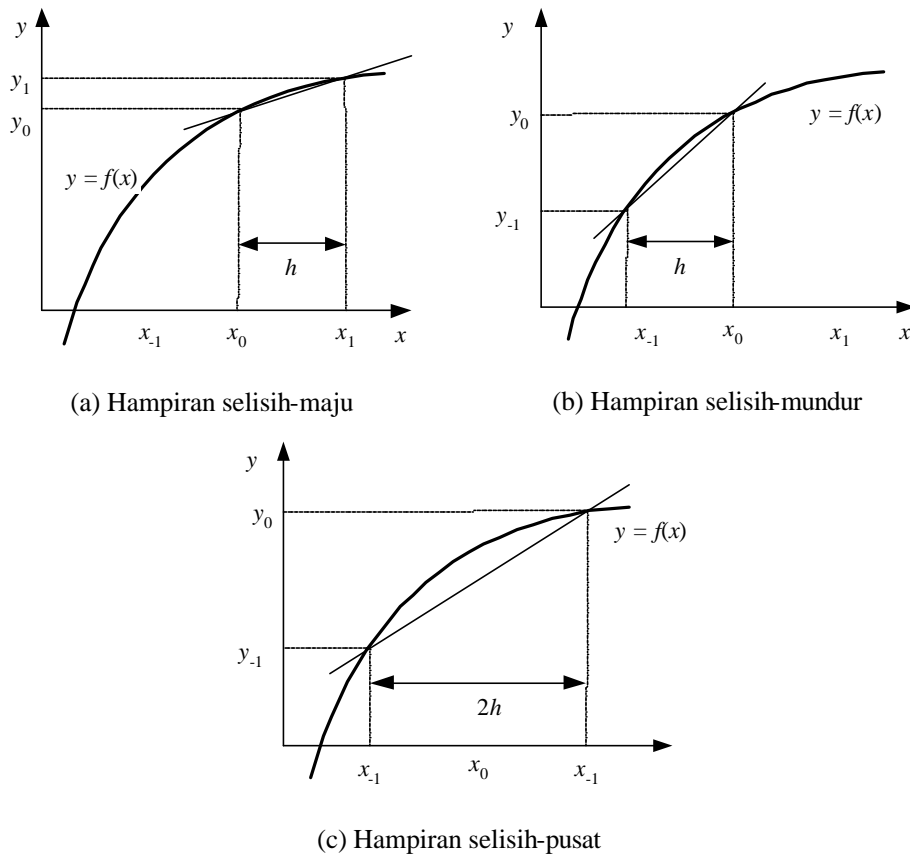 y
y₁
y₀
y = f(x)
h
x₋₁ x₀ x₁ x
(a) Hampiran selisih-maju
y
y₀
y = f(x)
y₋₁
h
x₋₁ x₀ x₁ x
(b) Hampiran selisih-mundur
y
y₀
y = f(x)
y₋₁
2h
x₋₁ x₀ x₋₁
(c) Hampiran selisih-pusat